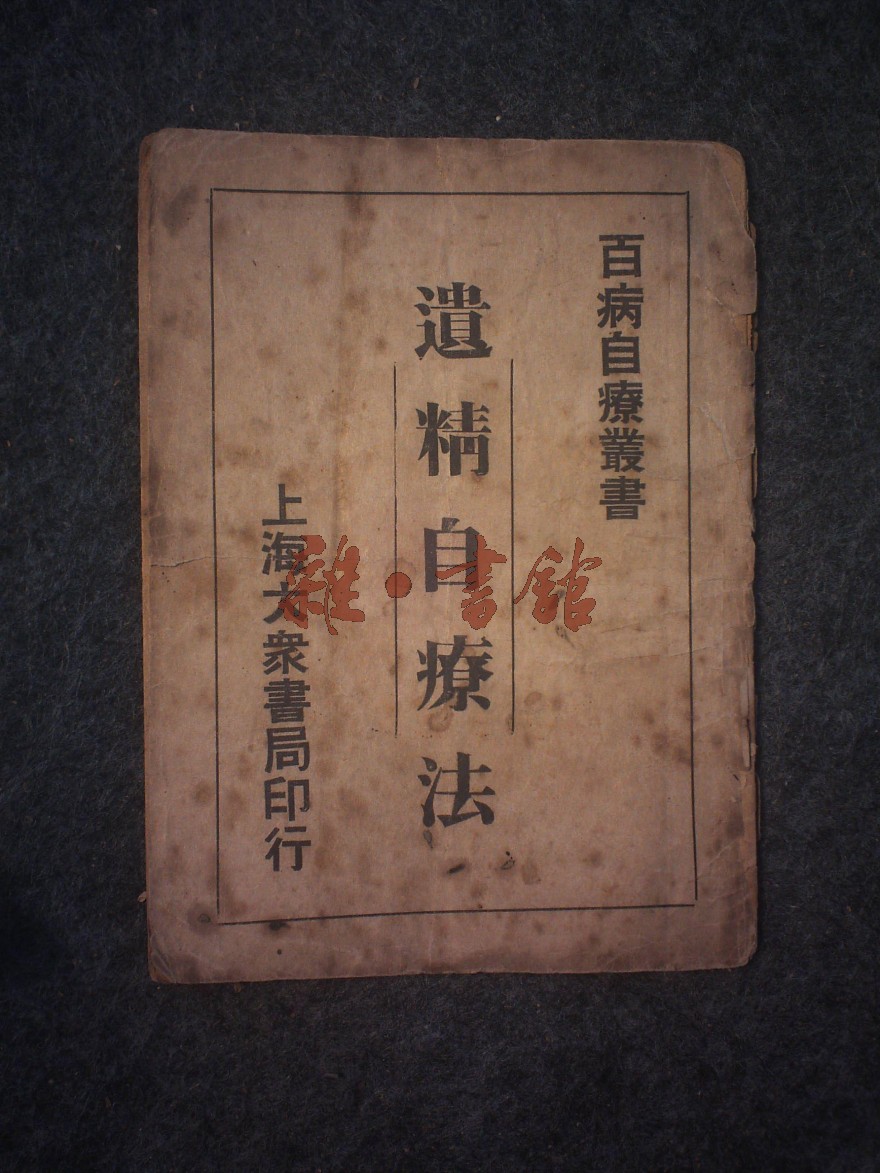 百病自療叢書
遺精自療法
上海大衆書局印行
雜·書館